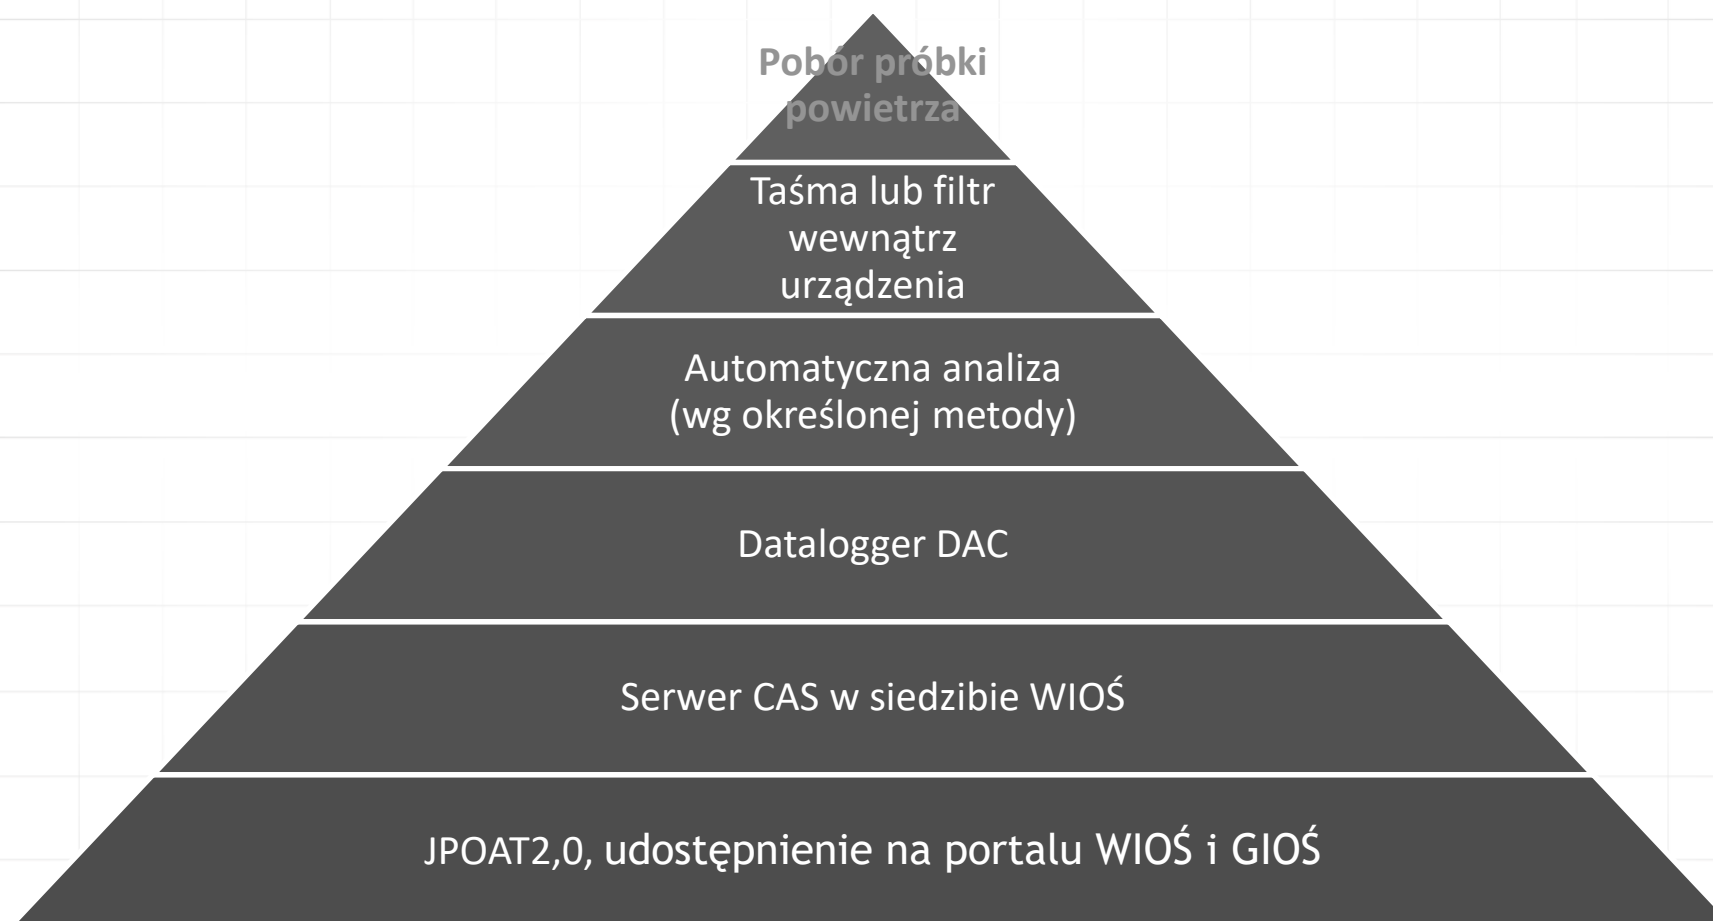 Pobór próbki
powietrza
Taśma lub filtr
wewnątrz
urządzenia
Automatyczna analiza
(wg określonej metody)
Datalogger DAC
Serwer CAS w siedzibie WIOŚ
JPOAT2,0, udostępnienie na portalu WIOŚ i GIOŚ